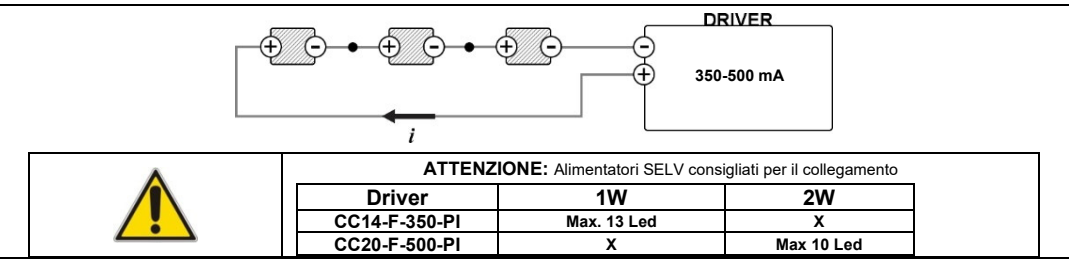 DRIVER
+ - + - + - -
+ 350-500 mA
i
ATTENZIONE: Alimentatori SELV consigliati per il collegamento
Driver 1W 2W
CC14-F-350-PI Max. 13 Led X
CC20-F-500-PI X Max 10 Led